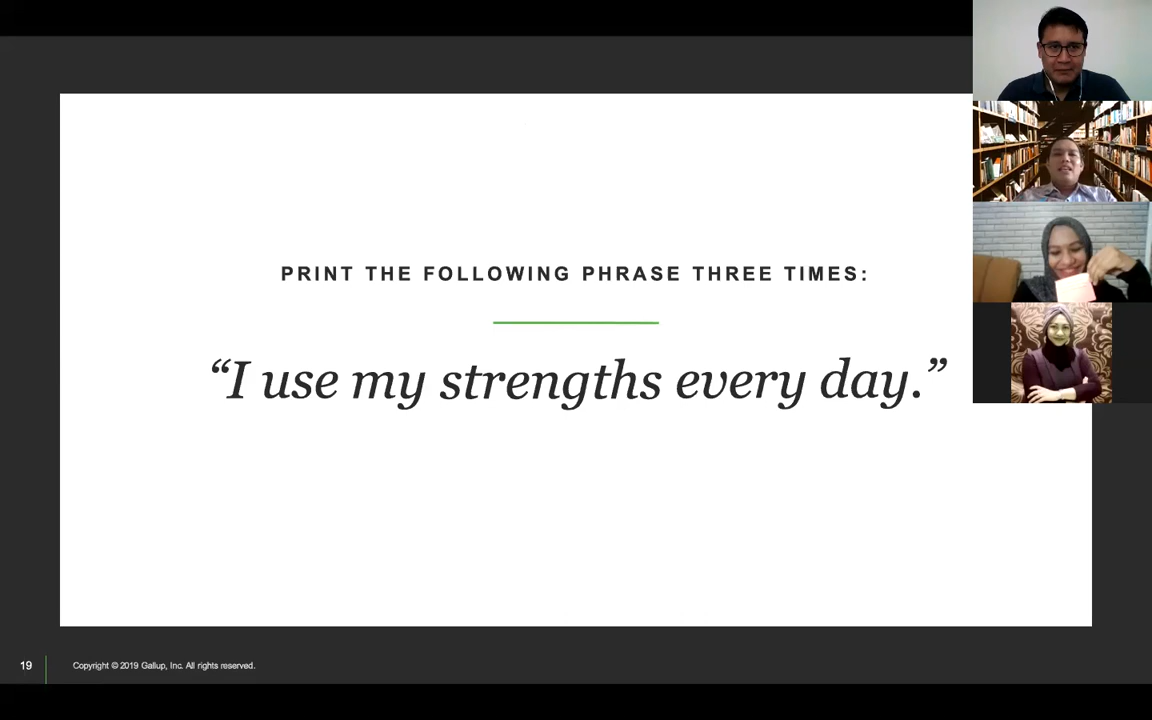 PRINT THE FOLLOWING PHRASE THREE TIMES:
“I use my strengths every day.”
19
Copyright © 2019 Gallup, Inc. All rights reserved.